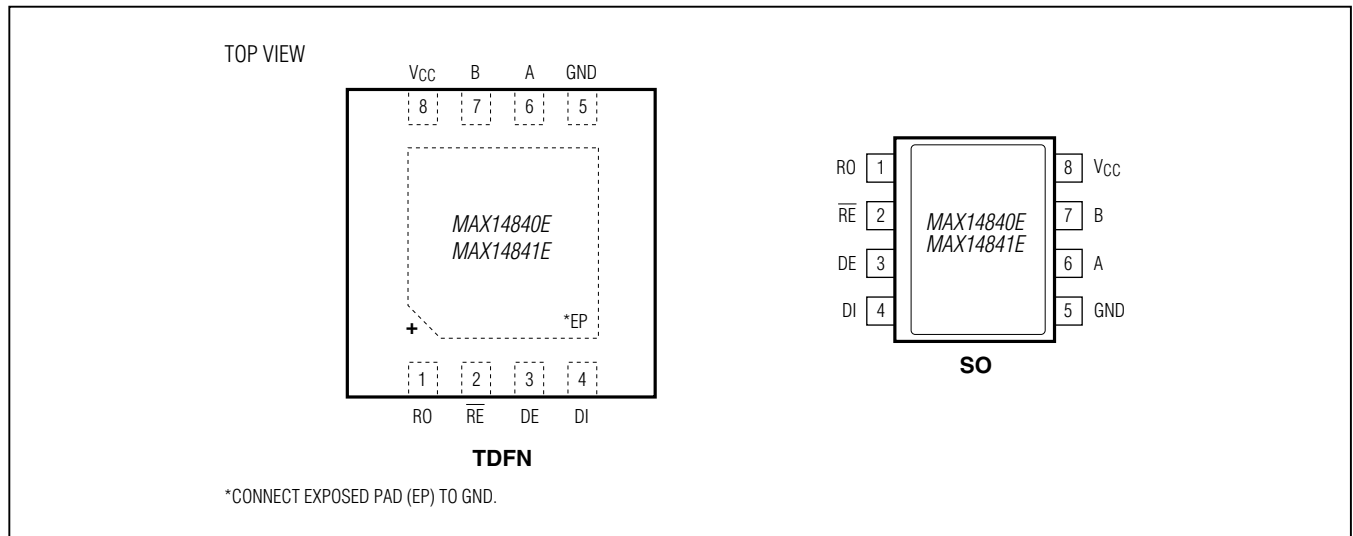 TOP VIEW
VCC B A GND
8 7 6 5
MAX14840E
MAX14841E
*EP
+
1 2 3 4
RO RE DE DI
TDFN
*CONNECT EXPOSED PAD (EP) TO GND.
RO 1 8 VCC
RE 2 7 B
MAX14840E
MAX14841E
DE 3 6 A
DI 4 5 GND
SO